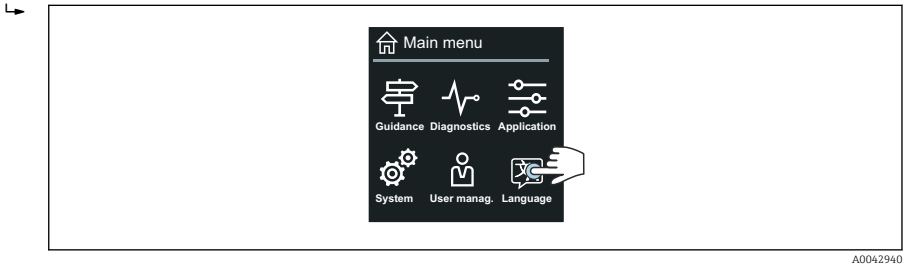 Main menu
Guidance Diagnostics Application
System User manag. Language
A0042940